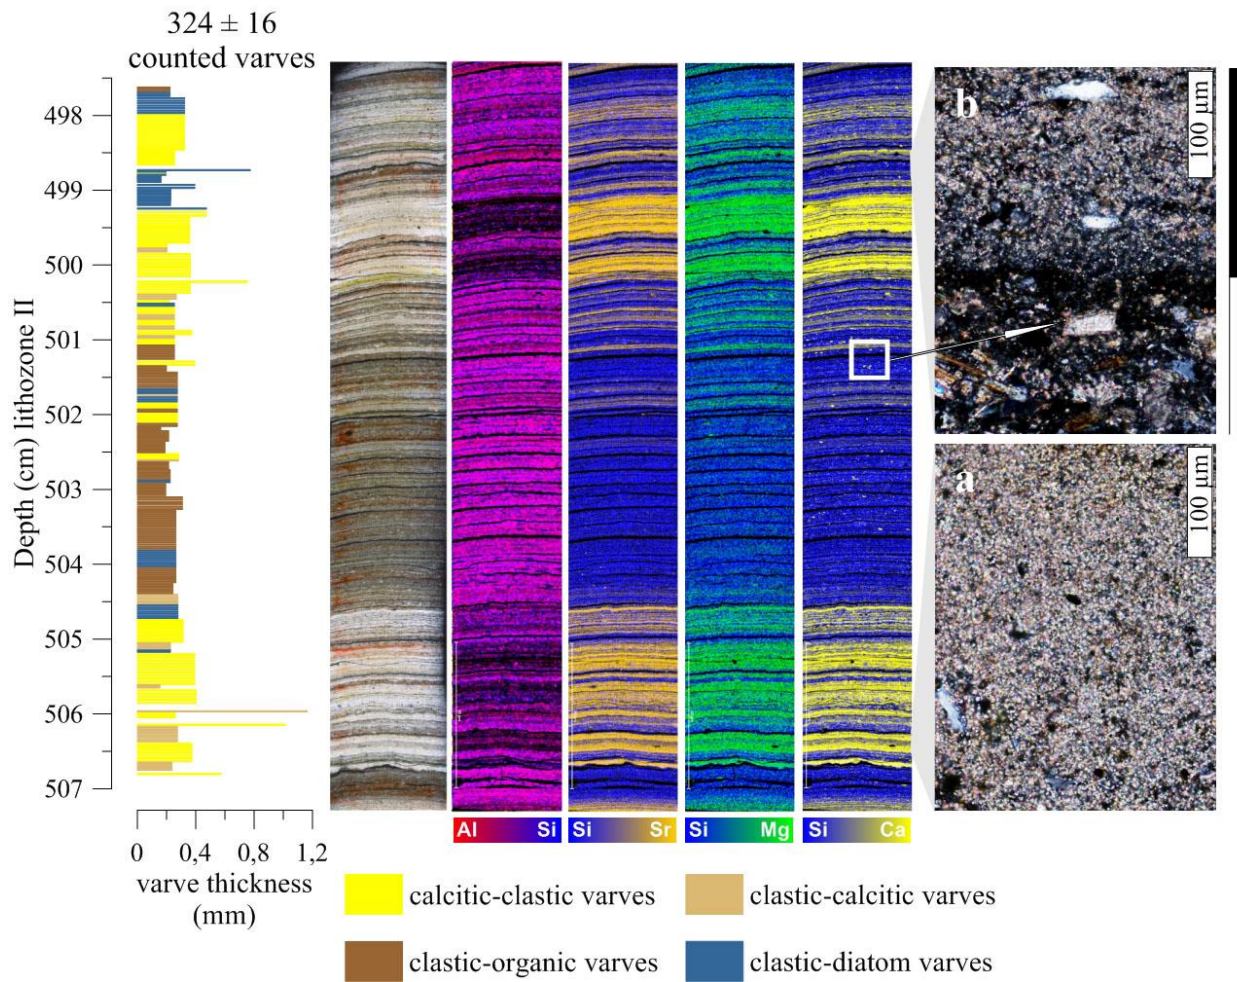 324 ± 16
counted varves
Depth (cm) lithozone II
498
499
500
501
502
503
504
505
506
507
0 0,4 0,8 1,2
varve thickness
(mm)
Al Si
Si Sr
Si Mg
Si Ca
b
100 µm
a
100 µm
calcitic-clastic varves
clastic-calcitic varves
clastic-organic varves
clastic-diatom varves